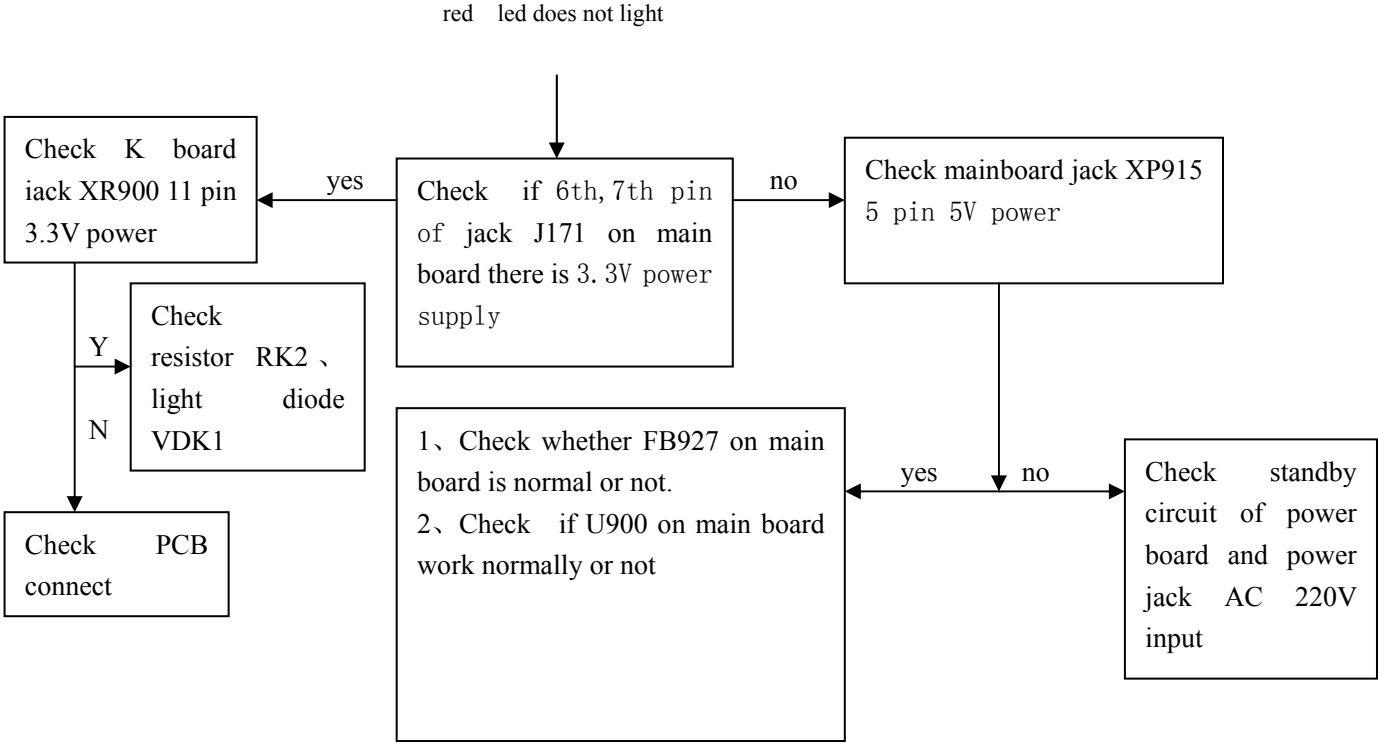 red led does not light
Check K board
iack XR900 11 pin
3.3V power
yes
Check if 6th,7th pin
of jack J171 on main
board there is 3.3V power
supply
no
Check mainboard jack XP915
5 pin 5V power
Y
Check
resistor RK2 、
light diode
VDK1
N
Check PCB
connect
1、Check whether FB927 on main
board is normal or not.
2、Check if U900 on main board
work normally or not
yes
no
Check standby
circuit of power
board and power
jack AC 220V
input